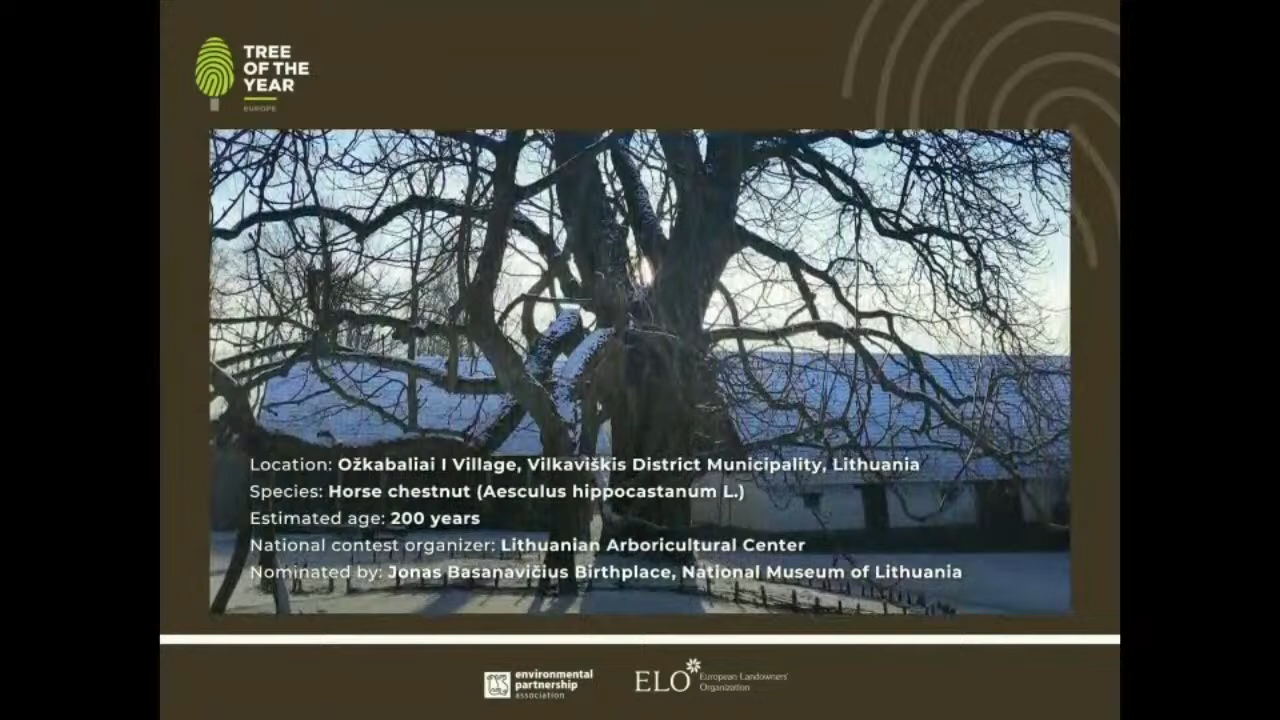 TREE
OF THE
YEAR
EUROPE
Location: Ožkabaliai I Village, Vilkaviškis District Municipality, Lithuania
Species: Horse chestnut (Aesculus hippocastanum L.)
Estimated age: 200 years
National contest organizer: Lithuanian Arboricultural Center
Nominated by: Jonas Basanavičius Birthplace, National Museum of Lithuania
environmental
partnership
association
ELO
European Landowners'
Organization